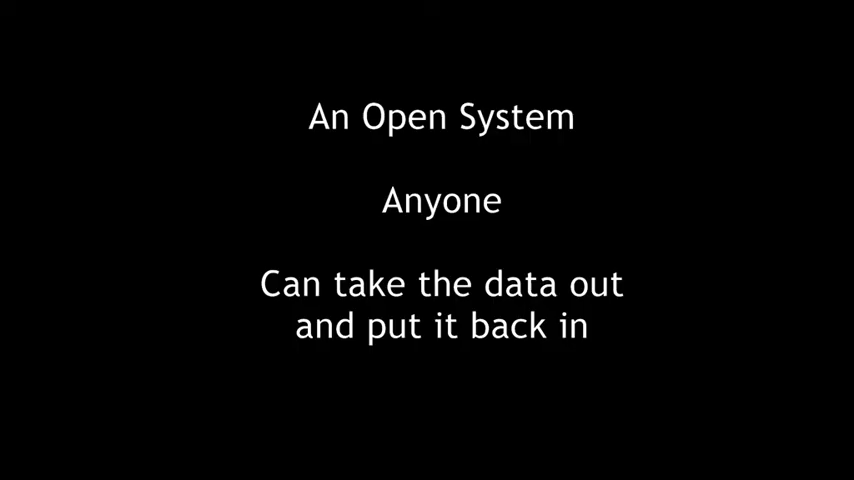 An Open System
Anyone
Can take the data out
and put it back in